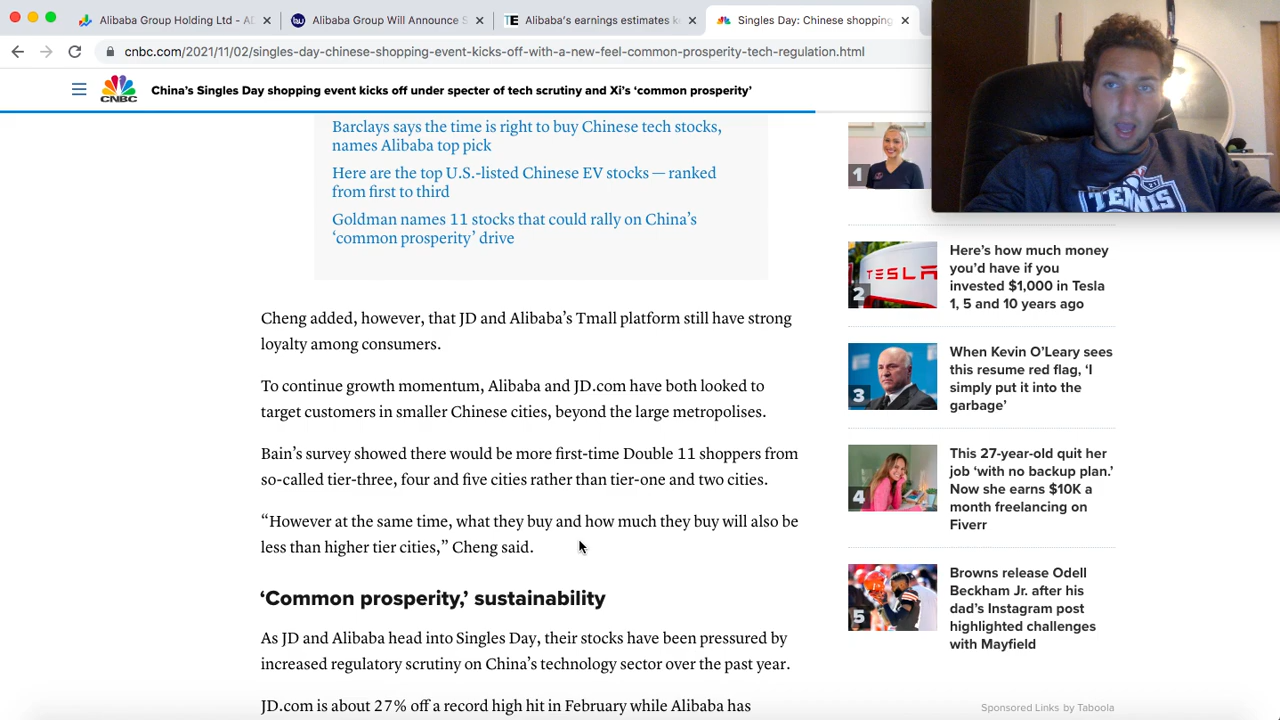 Alibaba Group Holding Ltd - AD
Alibaba Group Will Announce S
Alibaba's earnings estimates k
Singles Day: Chinese shopping
cnbc.com/2021/11/02/singles-day-chinese-shopping-event-kicks-off-with-a-new-feel-common-prosperity-tech-regulation.html
CNBC
China's Singles Day shopping event kicks off under specter of tech scrutiny and Xi's 'common prosperity'
Barclays says the time is right to buy Chinese tech stocks,
names Alibaba top pick
Here are the top U.S.-listed Chinese EV stocks — ranked
from first to third
Goldman names 11 stocks that could rally on China's
'common prosperity' drive
Cheng added, however, that JD and Alibaba's Tmall platform still have strong
loyalty among consumers.
To continue growth momentum, Alibaba and JD.com have both looked to
target customers in smaller Chinese cities, beyond the large metropolises.
Bain's survey showed there would be more first-time Double 11 shoppers from
so-called tier-three, four and five cities rather than tier-one and two cities.
“However at the same time, what they buy and how much they buy will also be
less than higher tier cities,” Cheng said.
'Common prosperity,' sustainability
As JD and Alibaba head into Singles Day, their stocks have been pressured by
increased regulatory scrutiny on China's technology sector over the past year.
JD.com is about 27% off a record high hit in February while Alibaba has
TENNIS
1
TESLA
2
Here's how much money
you'd have if you
invested $1,000 in Tesla
1, 5 and 10 years ago
3
When Kevin O'Leary sees
this resume red flag, 'I
simply put it into the
garbage'
4
This 27-year-old quit her
job 'with no backup plan.'
Now she earns $10K a
month freelancing on
Fiverr
5
Browns release Odell
Beckham Jr. after his
dad's Instagram post
highlighted challenges
with Mayfield
Sponsored Links by Taboola